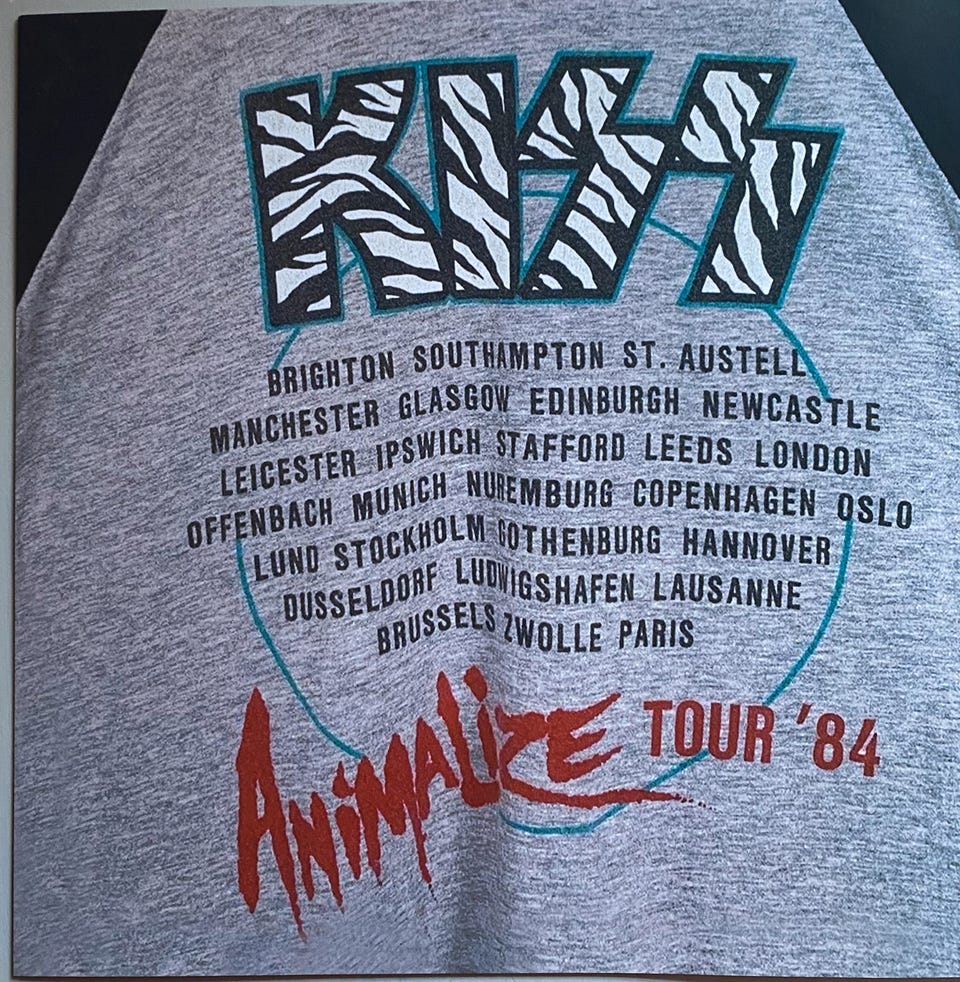 KISS
BRIGHTON SOUTHAMPTON ST. AUSTELL
MANCHESTER GLASGOW EDINBURGH NEWCASTLE
LEICESTER IPSWICH STAFFORD LEEDS LONDON
OFFENBACH MUNICH NUREMBURG COPENHAGEN OSLO
LUND STOCKHOLM GOTHENBURG HANNOVER
DUSSELDORF LUDWIGSHAFEN LAUSANNE
BRUSSELS ZWOLLE PARIS
ANiMALiZE TOUR '84